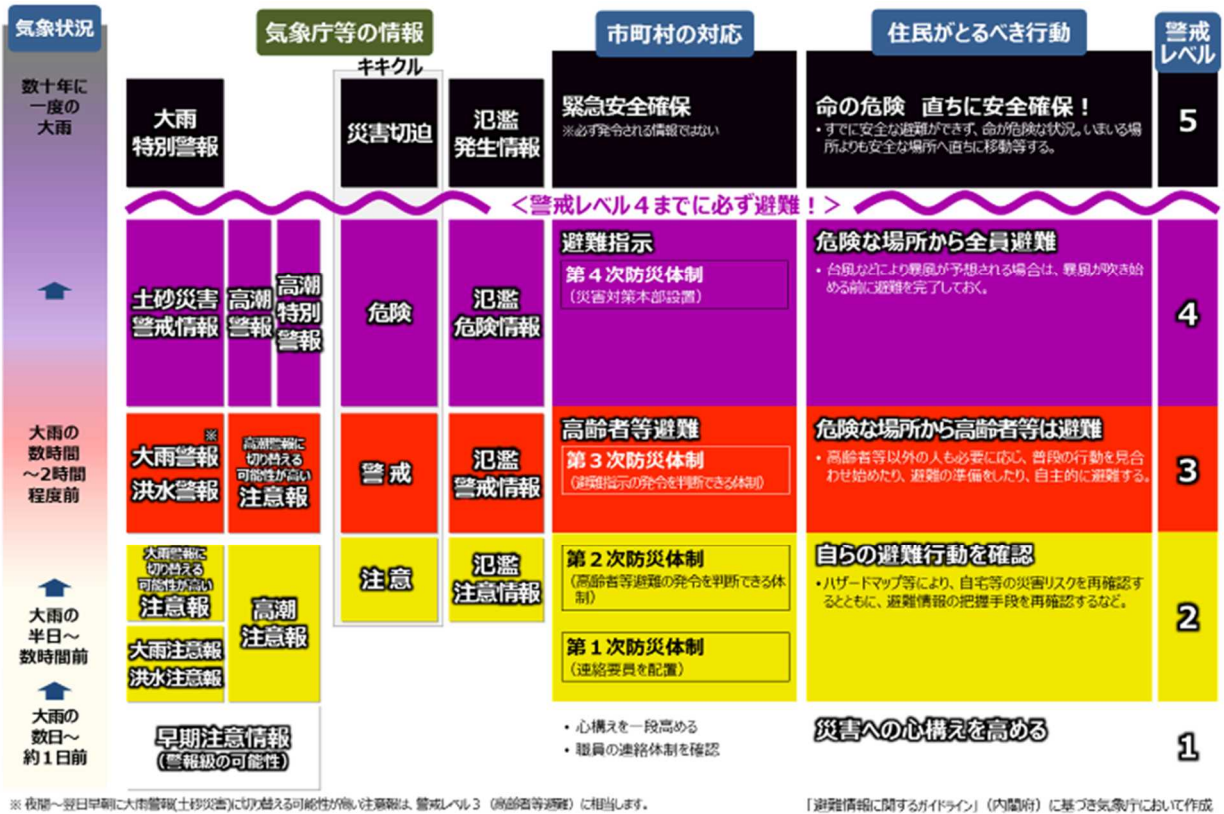 気象状況
気象庁等の情報
市町村の対応
住民がとるべき行動
警戒
レベル
キキクル
数十年に
一度の
大雨
大雨
特別警報
災害切迫
氾濫
発生情報
緊急安全確保
※必ず発令される情報ではない
命の危険 直ちに安全確保！
・すでに安全な避難ができず、命が危険な状況。いまいる場
所よりも安全な場所へ直ちに移動等する。
5
＜警戒レベル４までに必ず避難！＞
土砂災害
警戒情報
高潮
警報
高潮
特別
警報
危険
氾濫
危険情報
避難指示
第４次防災体制
（災害対策本部設置）
危険な場所から全員避難
・台風などにより暴風が予想される場合は、暴風が吹き始
める前に避難を完了しておく。
4
大雨の
数時間
～2時間
程度前
※
大雨警報
洪水警報
高潮警報に
切り替える
可能性が高い
注意報
警戒
氾濫
警戒情報
高齢者等避難
第３次防災体制
（避難指示の発令を判断できる体制）
危険な場所から高齢者等は避難
・高齢者等以外の人も必要に応じ、普段の行動を見合
わせ始めたり、避難の準備をしたり、自主的に避難する。
3
大雨の
半日～
数時間前
大雨警報に
切り替える
可能性が高い
注意報
大雨注意報
洪水注意報
高潮
注意報
注意
氾濫
注意情報
第２次防災体制
（高齢者等避難の発令を判断できる体
制）
第１次防災体制
（連絡要員を配置）
自らの避難行動を確認
・ハザードマップ等により、自宅等の災害リスクを再確認す
るとともに、避難情報の把握手段を再確認するなど。
2
大雨の
数日～
約１日前
早期注意情報
（警報級の可能性）
・心構えを一段高める
・職員の連絡体制を確認
災害への心構えを高める
1
※ 夜間～翌日早朝に大雨警報(土砂災害)に切り替える可能性が高い注意報は、警戒レベル３（高齢者等避難）に相当します。
「避難情報に関するガイドライン」（内閣府）に基づき気象庁において作成